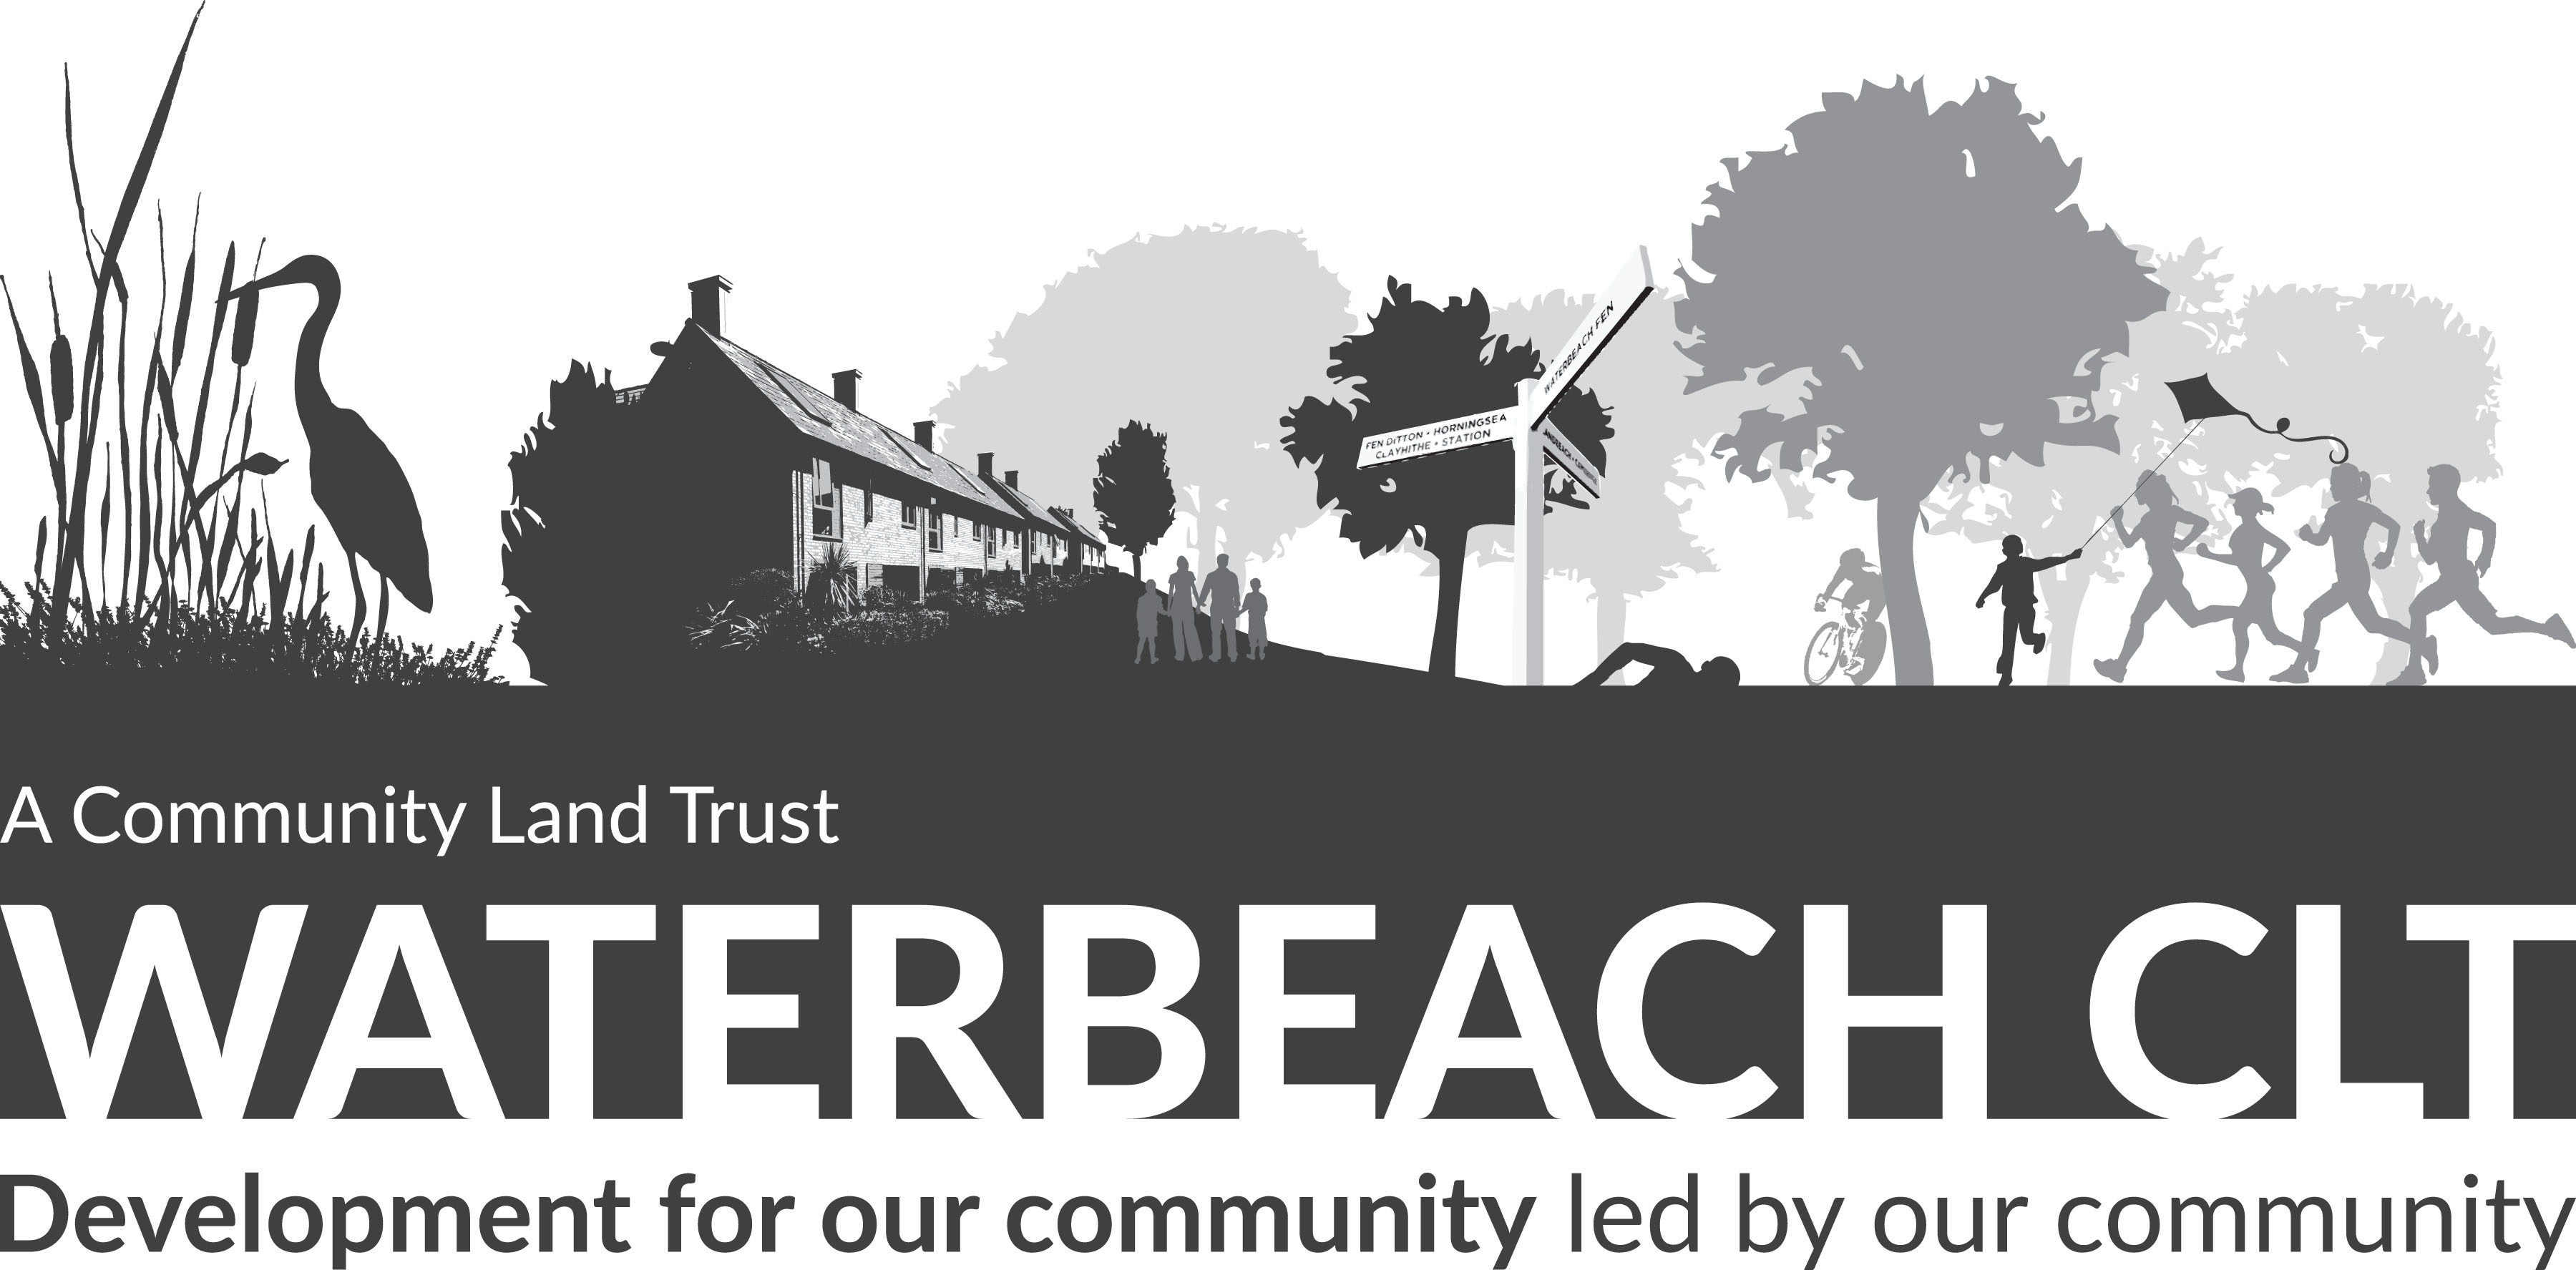 WATERBEACH FEN
FEN DITTON • HORNINGSEA
CLAYHITHE • STATION
A Community Land Trust
WATERBEACH CLT
Development for our community led by our community